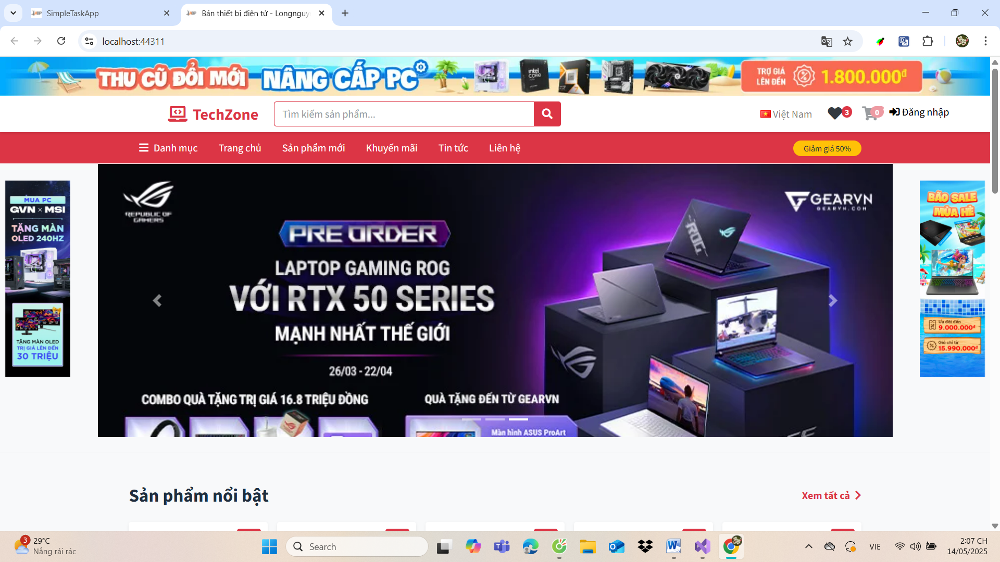 SimpleTaskApp
Bán thiết bị điện tử - Longnguy
localhost:44311
THU CŨ ĐỔI MỚI NÂNG CẤP PC
intel CORE 7
TRỢ GIÁ LÊN ĐẾN 1.800.000đ
TechZone
Tìm kiếm sản phẩm...
Việt Nam
3
0
Đăng nhập
Danh mục
Trang chủ
Sản phẩm mới
Khuyến mãi
Tin tức
Liên hệ
Giảm giá 50%
MUA PC
GVN × MSI
TẶNG MÀN
OLED 240HZ
TẶNG MÀN OLED
TRỊ GIÁ LÊN ĐẾN
30 TRIỆU
REPUBLIC OF
GAMERS
GEARVN
GEARVN.COM
PRE ORDER
LAPTOP GAMING ROG
VỚI RTX 50 SERIES
MẠNH NHẤT THẾ GIỚI
26/03 - 22/04
COMBO QUÀ TẶNG TRỊ GIÁ 16.8 TRIỆU ĐỒNG
QUÀ TẶNG ĐẾN TỪ GEARVN
Màn hình ASUS ProArt
ROG
BÃO SALE
MÙA HÈ
Ưu đãi đến
9.000.000đ
Giá chỉ từ
15.990.000đ
Sản phẩm nổi bật
Xem tất cả
3
29°C
Nắng rải rác
Search
VIE
2:07 CH
14/05/2025